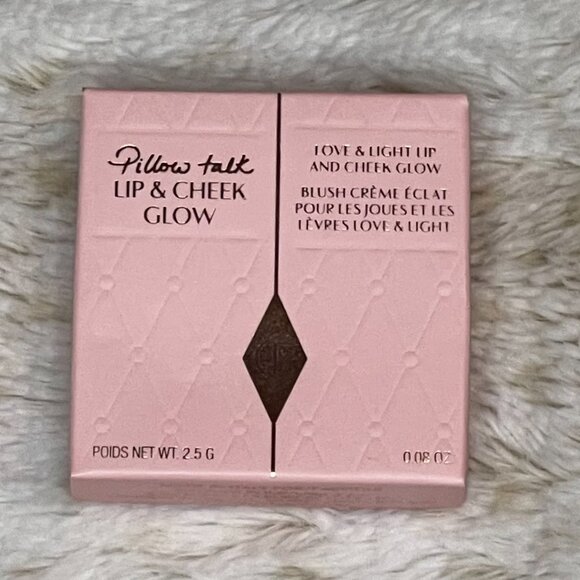 Pillow talk
LIP & CHEEK
GLOW
LOVE & LIGHT LIP
AND CHEEK GLOW
BLUSH CRÈME ÉCLAT
POUR LES JOUES ET LES
LÈVRES LOVE & LIGHT
POIDS NET WT. 2.5 G
0.08 OZ